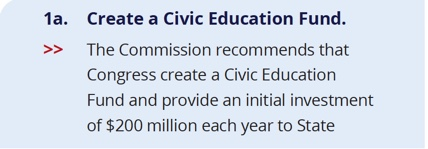 1a. Create a Civic Education Fund.
>> The Commission recommends that
Congress create a Civic Education
Fund and provide an initial investment
of $200 million each year to State